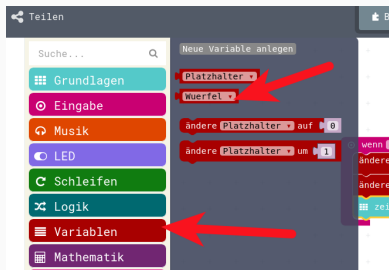 Teilen
B
Suche...
Neue Variable anlegen
Grundlagen
Platzhalter
Eingabe
Wuerfel
Musik
ändere Platzhalter auf 0
LED
wenn
ändere Platzhalter um 1
ändere
Schleifen
ändere
Logik
zei
Variablen
Mathematik